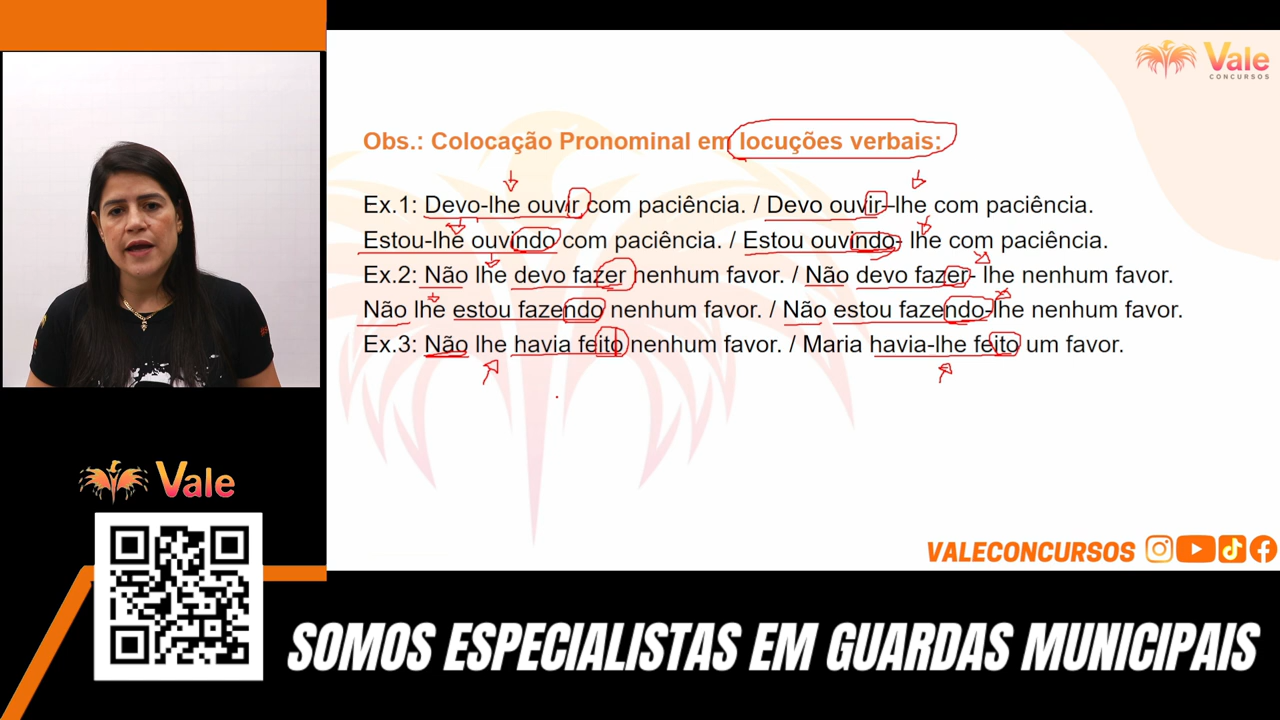 Vale
CONCURSOS
Obs.: Colocação Pronominal em locuções verbais:
Ex.1: Devo-lhe ouvir com paciência. / Devo ouvir–lhe com paciência.
Estou-lhe ouvindo com paciência. / Estou ouvindo- lhe com paciência.
Ex.2: Não lhe devo fazer nenhum favor. / Não devo fazer- lhe nenhum favor.
Não lhe estou fazendo nenhum favor. / Não estou fazendo-lhe nenhum favor.
Ex.3: Não lhe havia feito nenhum favor. / Maria havia-lhe feito um favor.
Vale
VALECONCURSOS
SOMOS ESPECIALISTAS EM GUARDAS MUNICIPAIS